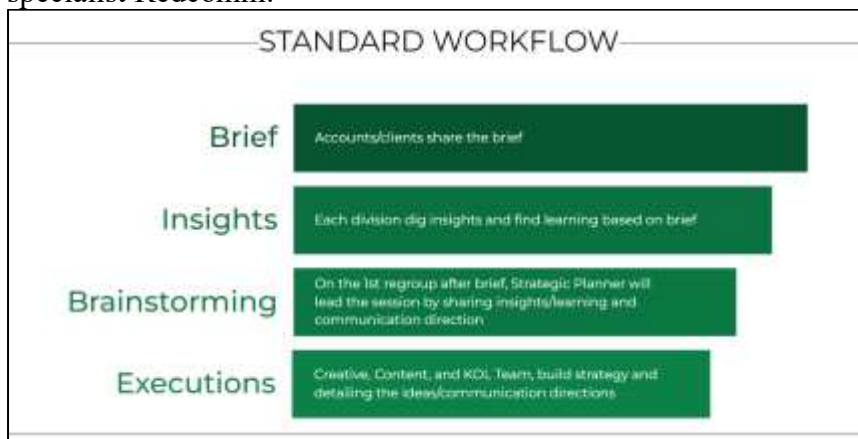 specialist Redcomm.
STANDARD WORKFLOW
Brief
Accounts/clients share the brief
Insights
Each division dig insights and find learning based on brief
Brainstorming
On the 1st regroup after brief, Strategic Planner will
lead the session by sharing insights/learning and
communication direction
Executions
Creative, Content, and KOL Team, build strategy and
detailing the ideas/communication directions